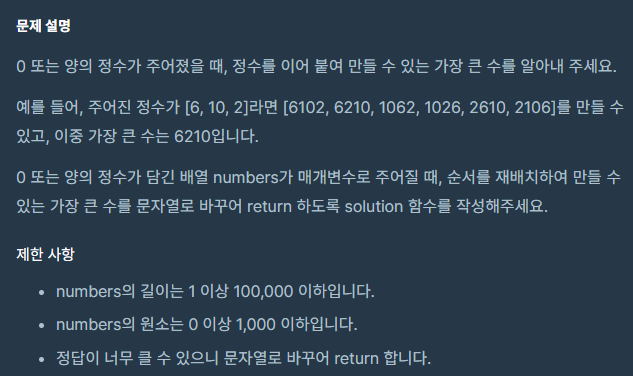 문제 설명
0 또는 양의 정수가 주어졌을 때, 정수를 이어 붙여 만들 수 있는 가장 큰 수를 알아내 주세요.
예를 들어, 주어진 정수가 [6, 10, 2]라면 [6102, 6210, 1062, 1026, 2610, 2106]를 만들 수
있고, 이중 가장 큰 수는 6210입니다.
0 또는 양의 정수가 담긴 배열 numbers가 매개변수로 주어질 때, 순서를 재배치하여 만들 수
있는 가장 큰 수를 문자열로 바꾸어 return 하도록 solution 함수를 작성해주세요.
제한 사항
• numbers의 길이는 1 이상 100,000 이하입니다.
• numbers의 원소는 0 이상 1,000 이하입니다.
• 정답이 너무 클 수 있으니 문자열로 바꾸어 return 합니다.